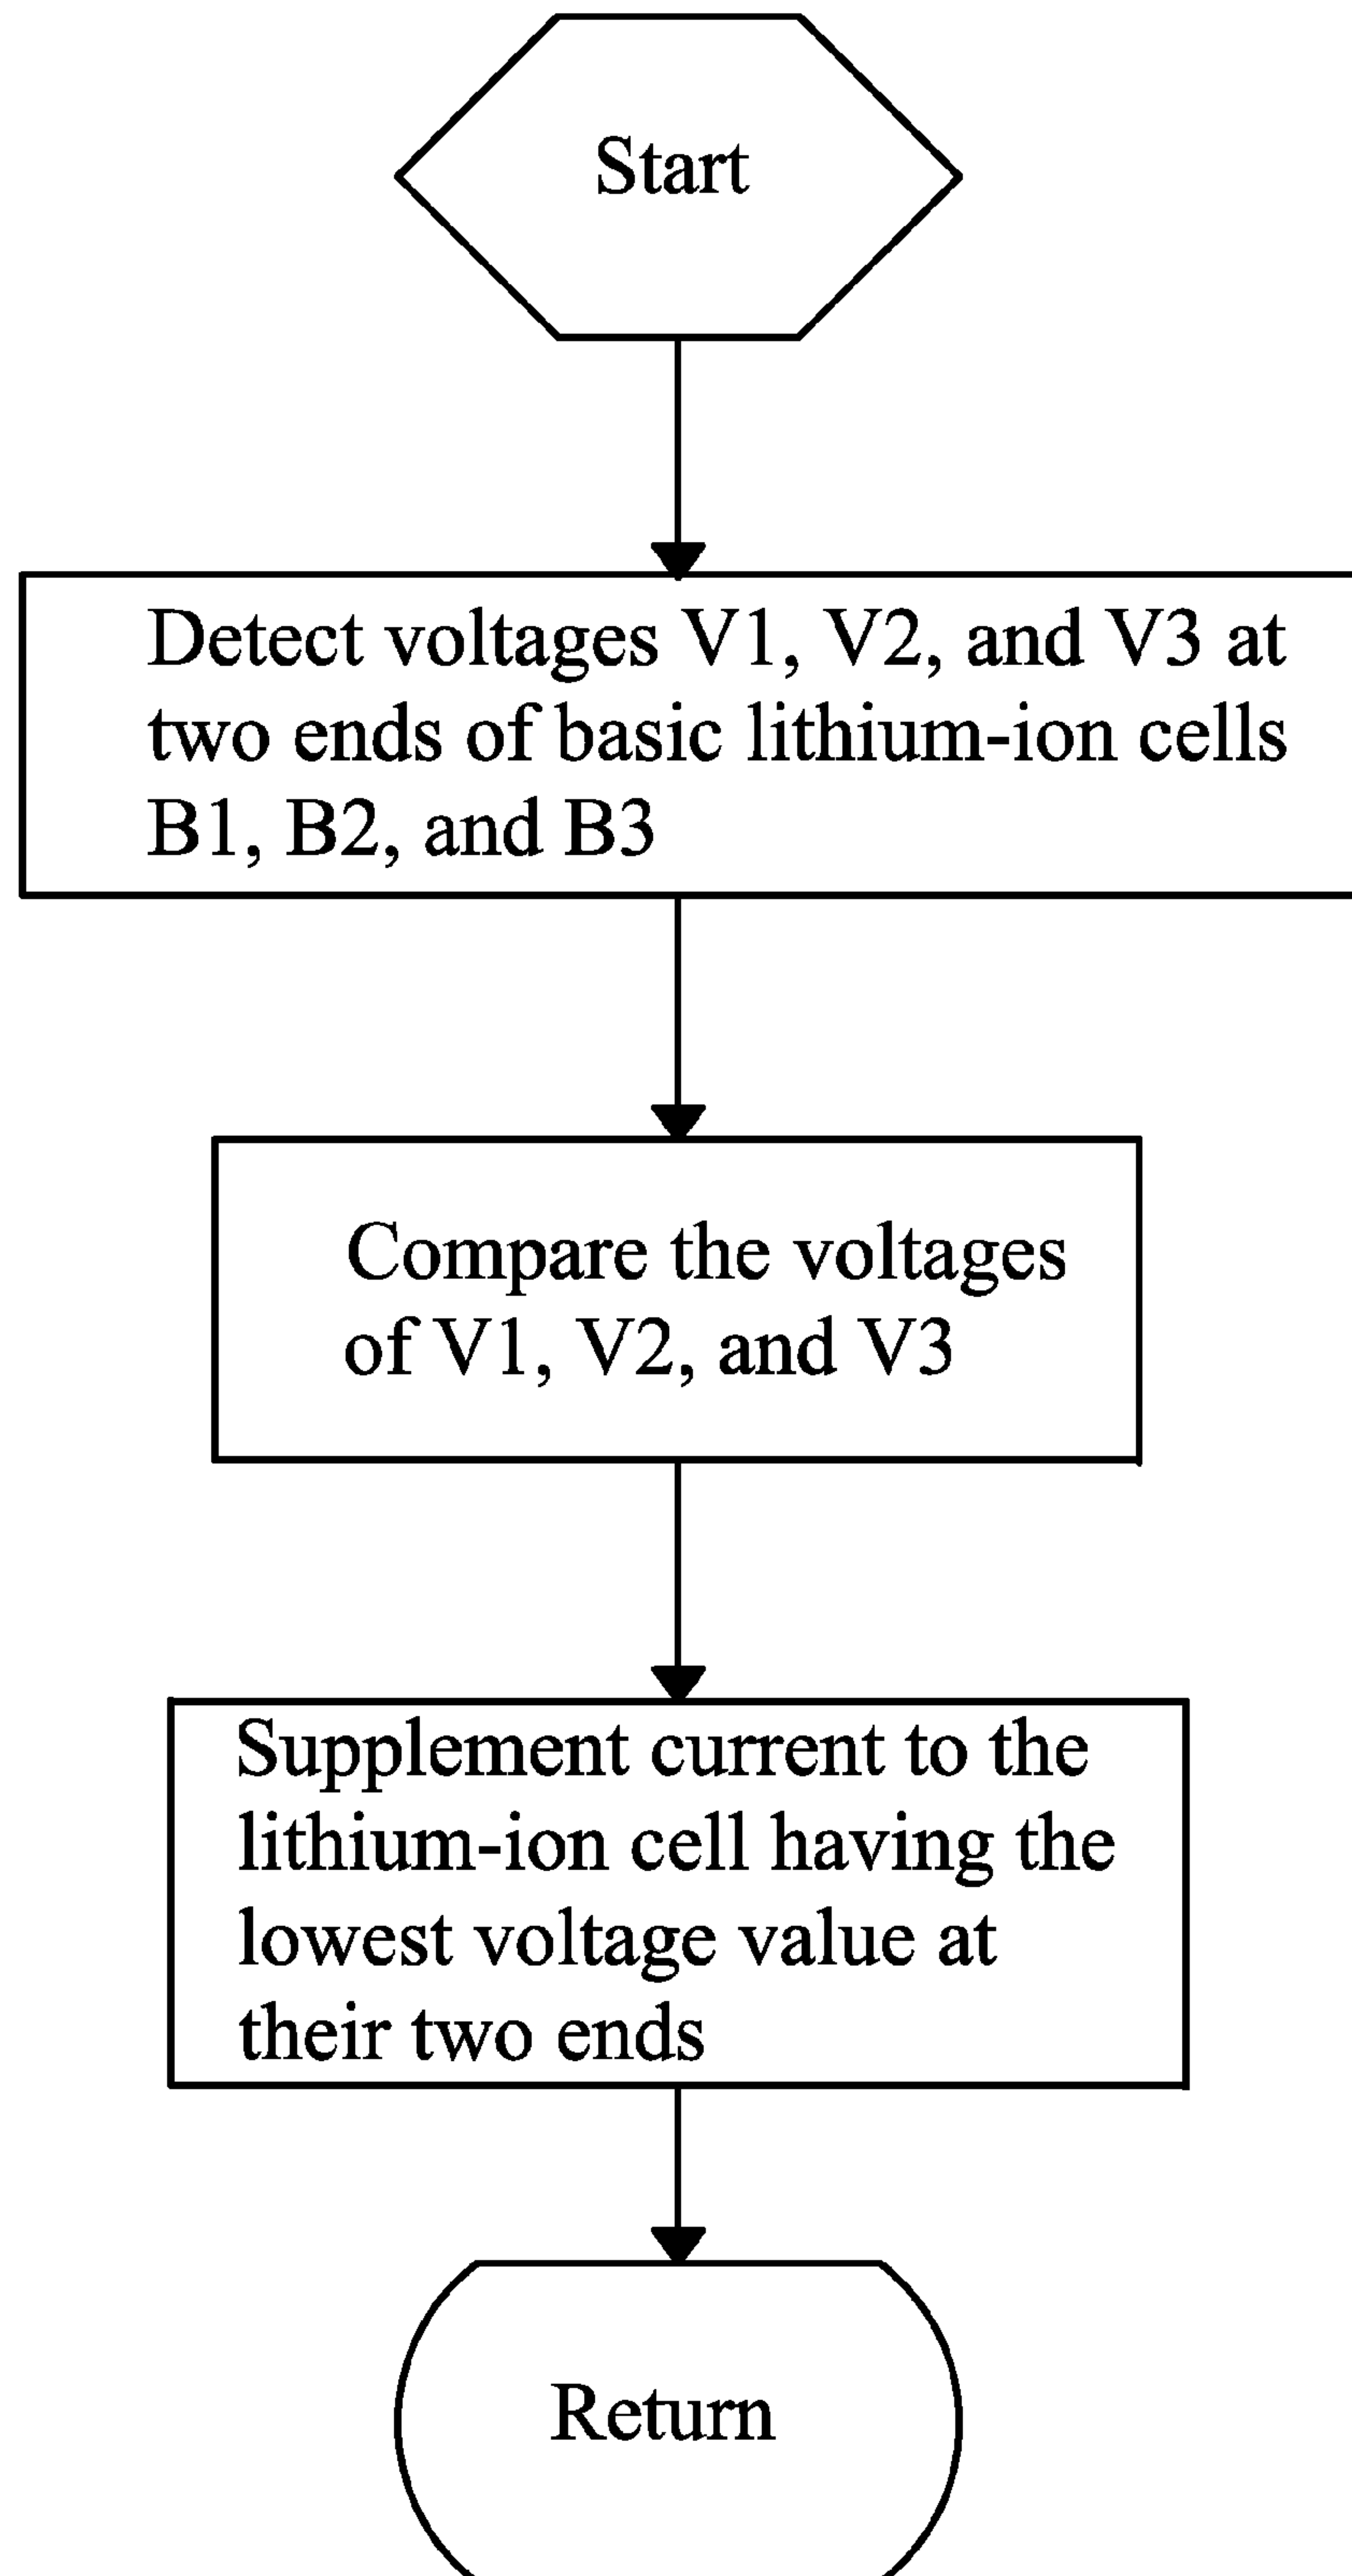 Start
Detect voltages V1, V2, and V3 at
two ends of basic lithium-ion cells
B1, B2, and B3
Compare the voltages
of V1, V2, and V3
Supplement current to the
lithium-ion cell having the
lowest voltage value at
their two ends
Return